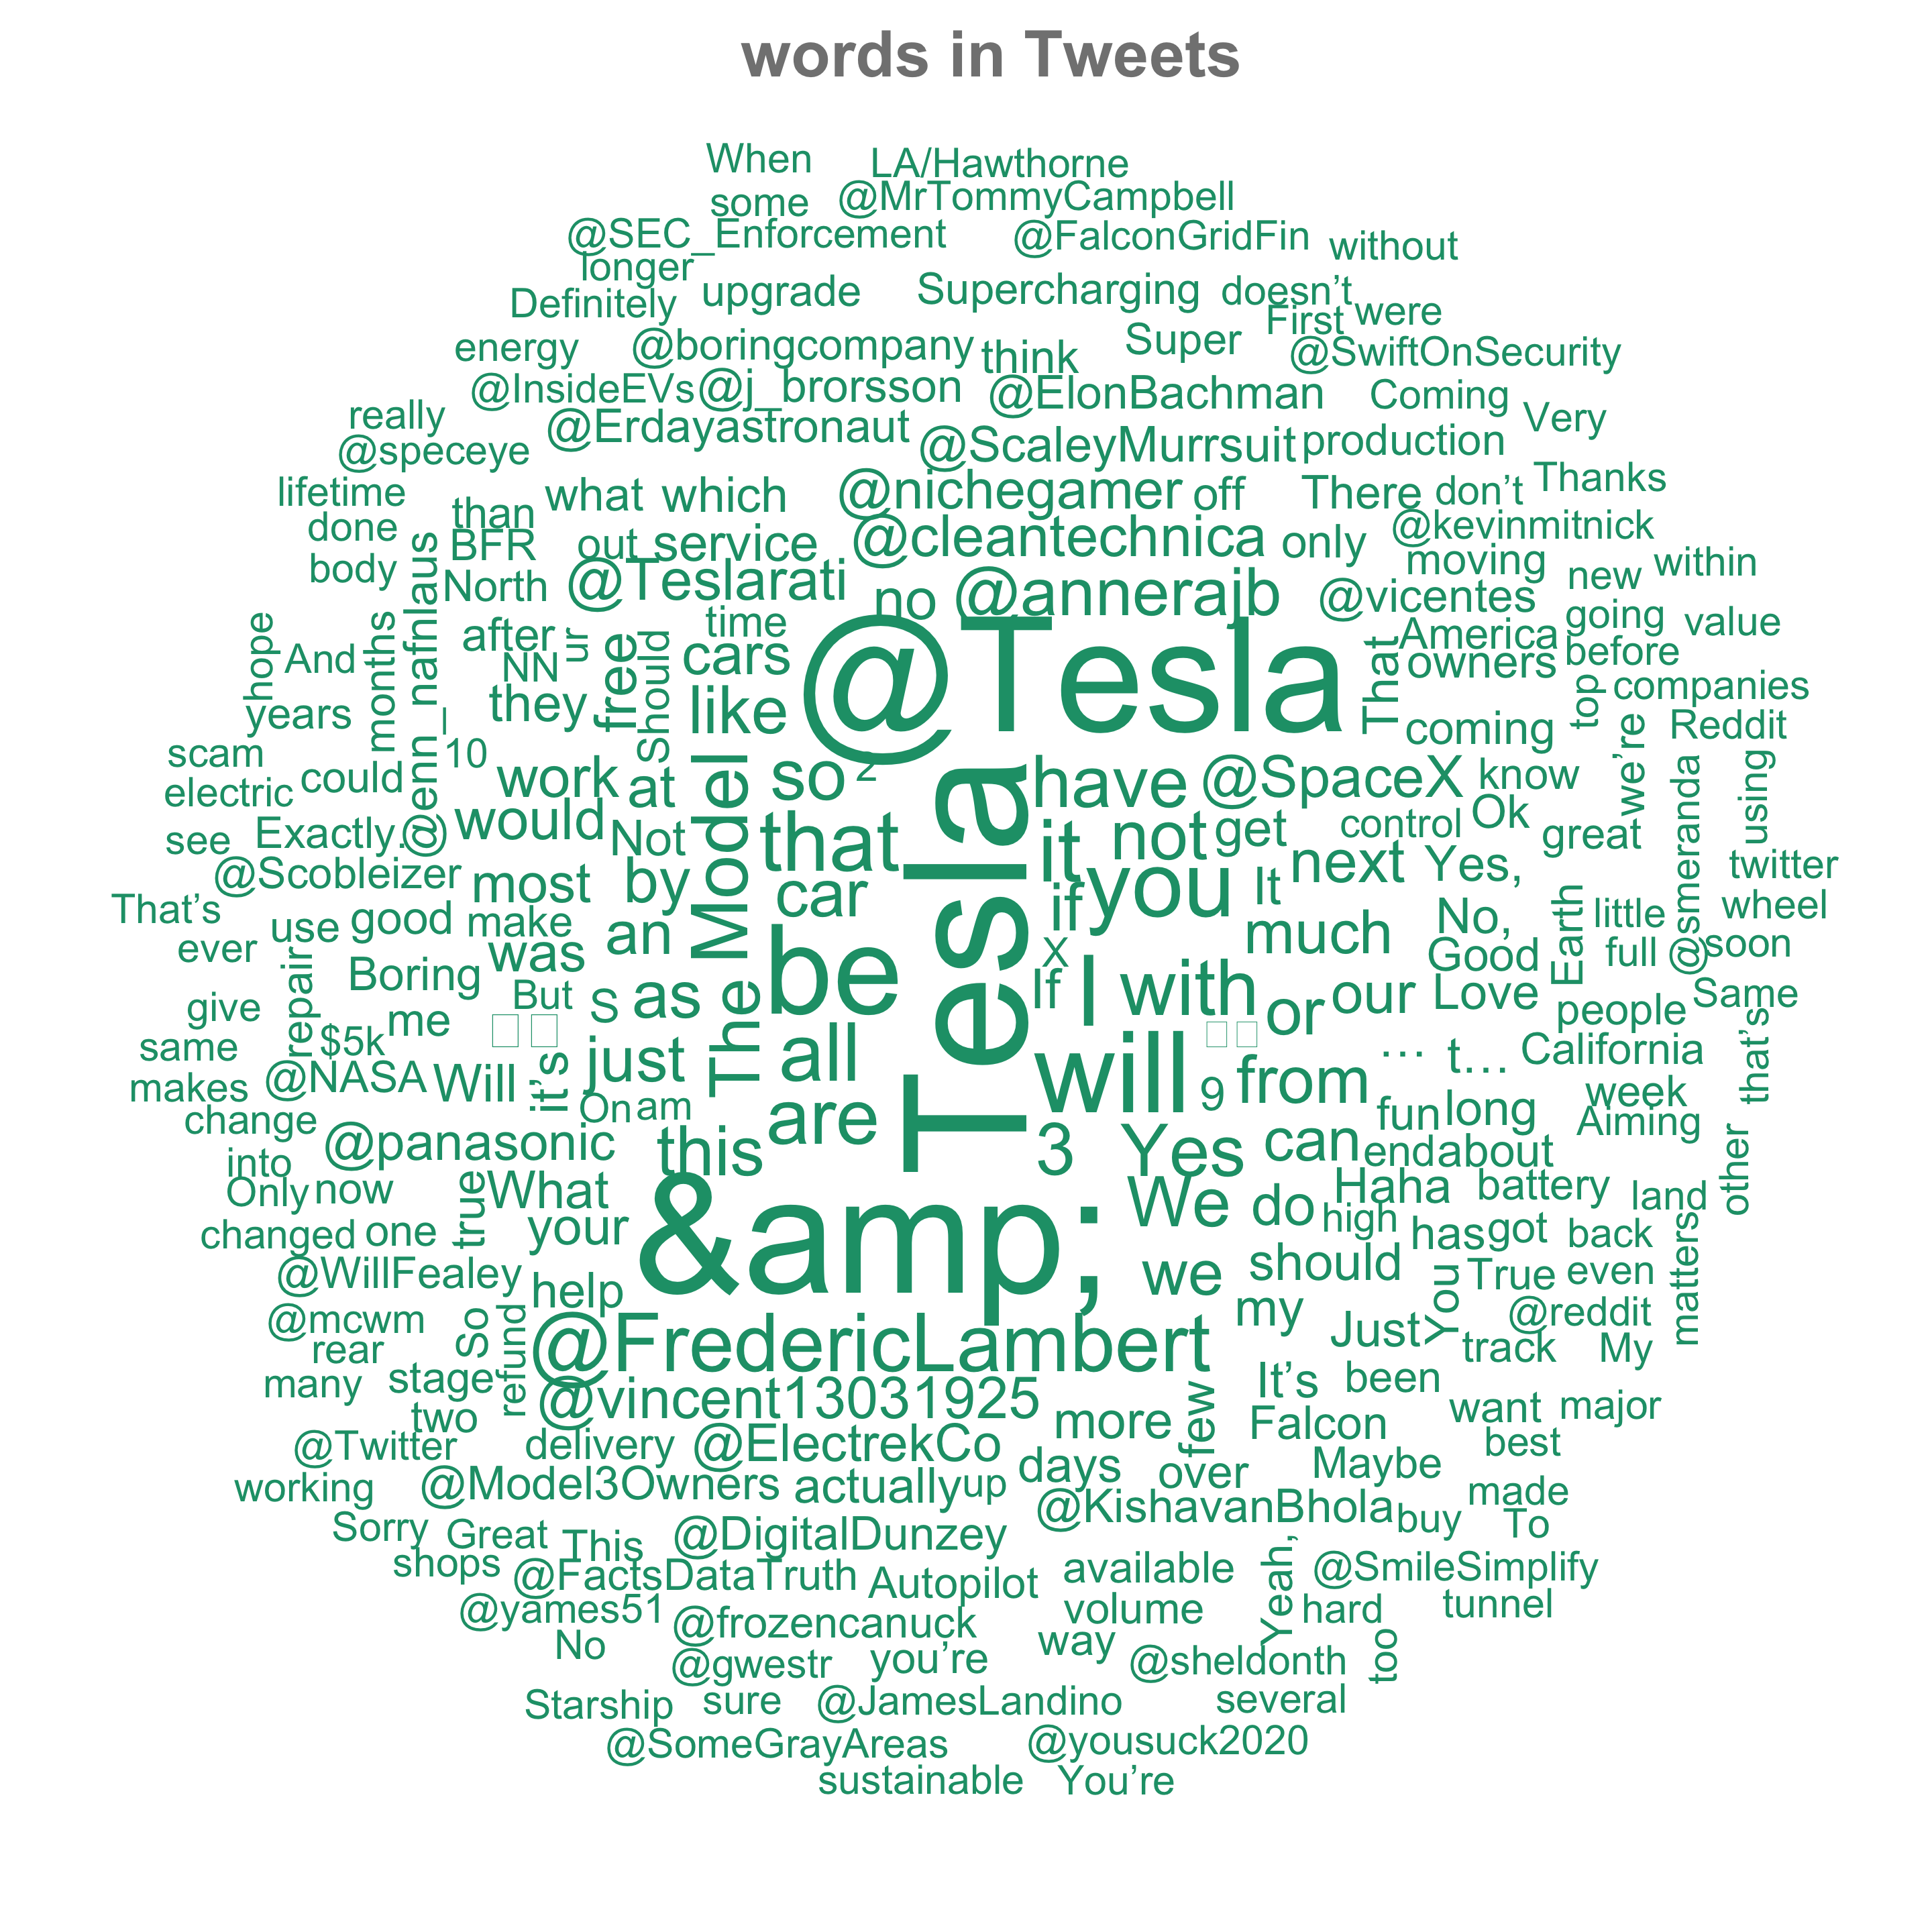 words in Tweets
When LA/Hawthorne
some @MrTommyCampbell
@SEC_Enforcement @FalconGridFin without
longer
Definitely upgrade Supercharging doesn’t
First were
energy @boringcompany think Super @SwiftOnSecurity
@InsideEVs @j_brorsson @ElonBachman Coming
really @Erdayastronaut Very
@speceye @ScaleyMurrsuit production
lifetime than what which @nichegamer off There don’t Thanks
done BFR out service @cleantechnica only @kevinmitnick
body @enn_nafnlaus North @Teslarati no @annerajb @vicentes moving new within
hope And months after NN ur free should time cars @Tesla That America going value
owners before
years they like coming top companies
we’re Reddit
scam 10
electric could work at Model so 2 Tesla have @SpaceX know @smeranda using
see Exactly. would Not that it not get control Ok great
@Scobleizer most by car if you It next Yes, twitter
That’s use good make an much No, Earth little wheel
ever repair Boring was be X Good full soon
give But S as The If I with or our Love people Same
same $5k me just all … t… California that’s
makes @NASA Will it’s will 9 from week
change On am are fun long Aiming
into @panasonic this 3 Yes can end about other
Only now true What &amp; We do Haha battery land
changed one your high has got back matters
@WillFealey help we should You True even
@mcwm So refund @FredericLambert my Just @reddit
rear track My
many stage @vincent13031925 few It’s been
two more Falcon want major
@Twitter delivery @ElectrekCo days over Maybe best
working @Model3Owners actually up made
@KishavanBhola buy To
Sorry Great This @DigitalDunzey Yeah,
shops @FactsDataTruth Autopilot available @SmileSimplify
@yames51 @frozencanuck volume hard tunnel
No way too
@gwestr you’re @sheldonth
Starship sure @JamesLandino several
@SomeGrayAreas @yousuck2020
sustainable You’re